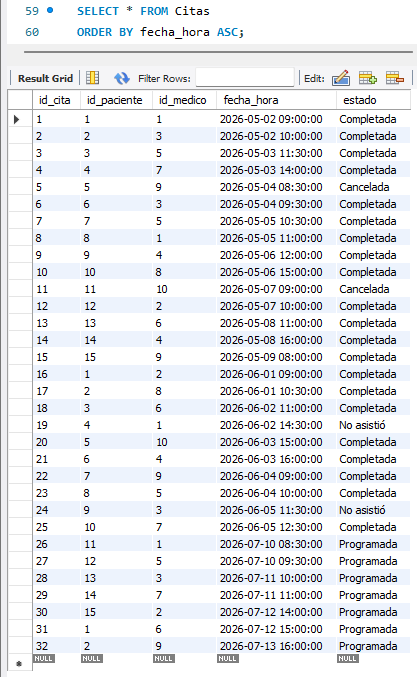 59 SELECT * FROM Citas
60 ORDER BY fecha_hora ASC;
Result Grid Filter Rows: Edit:
id_cita id_paciente id_medico fecha_hora estado
1 1 1 2026-05-02 09:00:00 Completada
2 2 3 2026-05-02 10:00:00 Completada
3 3 5 2026-05-03 11:30:00 Completada
4 4 7 2026-05-03 14:00:00 Completada
5 5 9 2026-05-04 08:30:00 Cancelada
6 6 3 2026-05-04 09:30:00 Completada
7 7 5 2026-05-05 10:30:00 Completada
8 8 1 2026-05-05 11:00:00 Completada
9 9 4 2026-05-06 12:00:00 Completada
10 10 8 2026-05-06 15:00:00 Completada
11 11 10 2026-05-07 09:00:00 Cancelada
12 12 2 2026-05-07 10:00:00 Completada
13 13 6 2026-05-08 11:00:00 Completada
14 14 4 2026-05-08 16:00:00 Completada
15 15 9 2026-05-09 08:00:00 Completada
16 1 2 2026-06-01 09:00:00 Completada
17 2 8 2026-06-01 10:30:00 Completada
18 3 6 2026-06-02 11:00:00 Completada
19 4 1 2026-06-02 14:30:00 No asistió
20 5 10 2026-06-03 15:00:00 Completada
21 6 4 2026-06-03 16:00:00 Completada
22 7 9 2026-06-04 09:00:00 Completada
23 8 5 2026-06-04 10:00:00 Completada
24 9 3 2026-06-05 11:30:00 No asistió
25 10 7 2026-06-05 12:30:00 Completada
26 11 1 2026-07-10 08:30:00 Programada
27 12 5 2026-07-10 09:30:00 Programada
28 13 3 2026-07-11 10:00:00 Programada
29 14 7 2026-07-11 11:00:00 Programada
30 15 2 2026-07-12 14:00:00 Programada
31 1 6 2026-07-12 15:00:00 Programada
32 2 9 2026-07-13 16:00:00 Programada
NULL NULL NULL NULL NULL